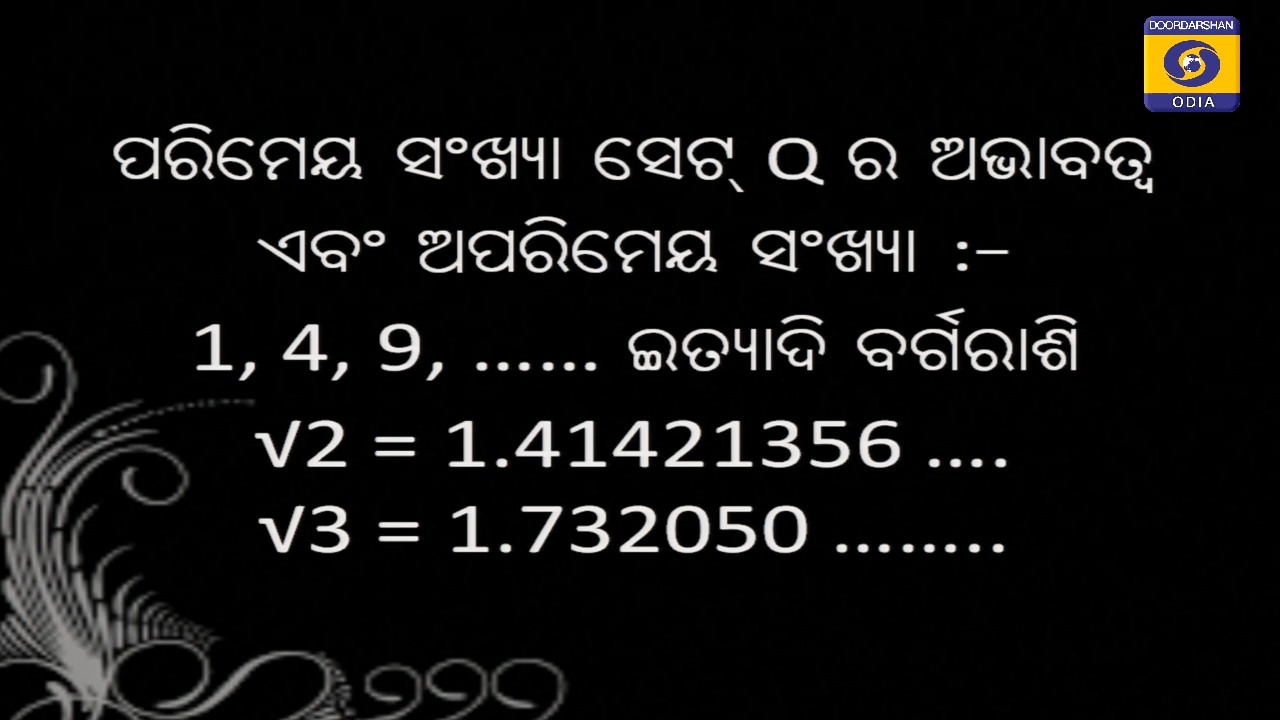 DOORDARSHAN
ODIA
ପରିମେୟ ସଂଖ୍ୟା ସେଟ୍ Q ର ଅଭାବତ୍ୱ
ଏବଂ ଅପରିମେୟ ସଂଖ୍ୟା :–
1, 4, 9, ...... ଇତ୍ୟାଦି ବର୍ଗରାଶି
√2 = 1.41421356 ....
√3 = 1.732050 ........